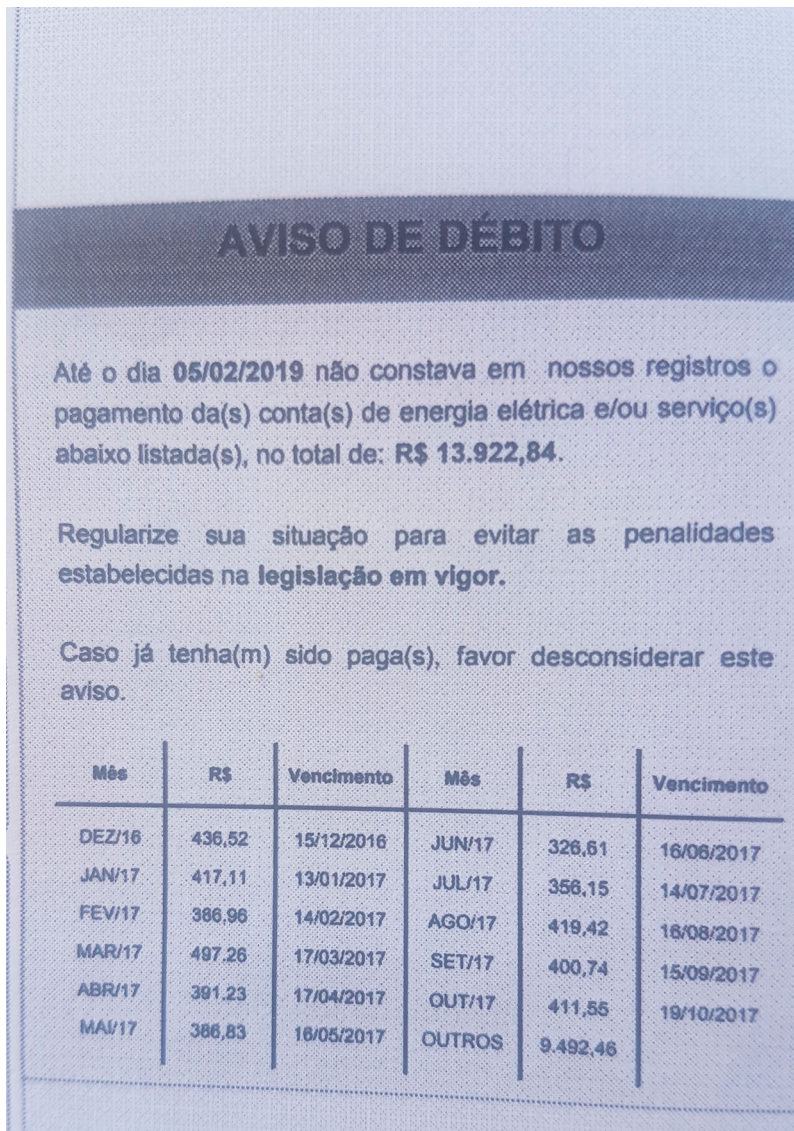 AVISO DE DÉBITO
Até o dia 05/02/2019 não constava em nossos registros o
pagamento da(s) conta(s) de energia elétrica e/ou serviço(s)
abaixo listada(s), no total de: R$ 13.922,84.
Regularize sua situação para evitar as penalidades
estabelecidas na legislação em vigor.
Caso já tenha(m) sido paga(s), favor desconsiderar este
aviso.
Mês R$ Vencimento Mês R$ Vencimento
DEZ/16 436,52 15/12/2016 JUN/17 326,61 16/06/2017
JAN/17 417,11 13/01/2017 JUL/17 356,15 14/07/2017
FEV/17 386,96 14/02/2017 AGO/17 419,42 16/08/2017
MAR/17 497,26 17/03/2017 SET/17 400,74 15/09/2017
ABR/17 391,23 17/04/2017 OUT/17 411,55 19/10/2017
MAI/17 386,83 16/05/2017 OUTROS 9.492,46